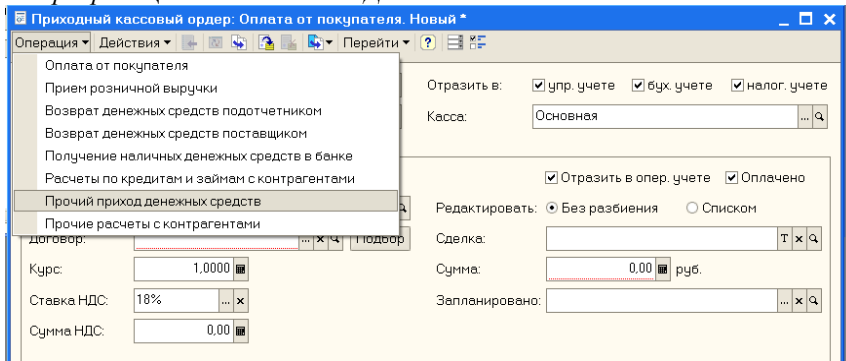 Приходный кассовый ордер: Оплата от покупателя. Новый *
Операция Действия Перейти
Оплата от покупателя
Прием розничной выручки
Отразить в: упр. учете бух. учете налог. учете
Возврат денежных средств подотчетником
Касса: Основная ...
Возврат денежных средств поставщиком
Получение наличных денежных средств в банке
Расчеты по кредитам и займам с контрагентами
Отразить в опер. учете Оплачено
Прочий приход денежных средств
Редактировать: Без разбиения Списком
Прочие расчеты с контрагентами
Договор: ... x Подбор Сделка: T x
Курс: 1,0000 Сумма: 0,00 руб.
Ставка НДС: 18% ... x Запланировано: ... x
Сумма НДС: 0,00